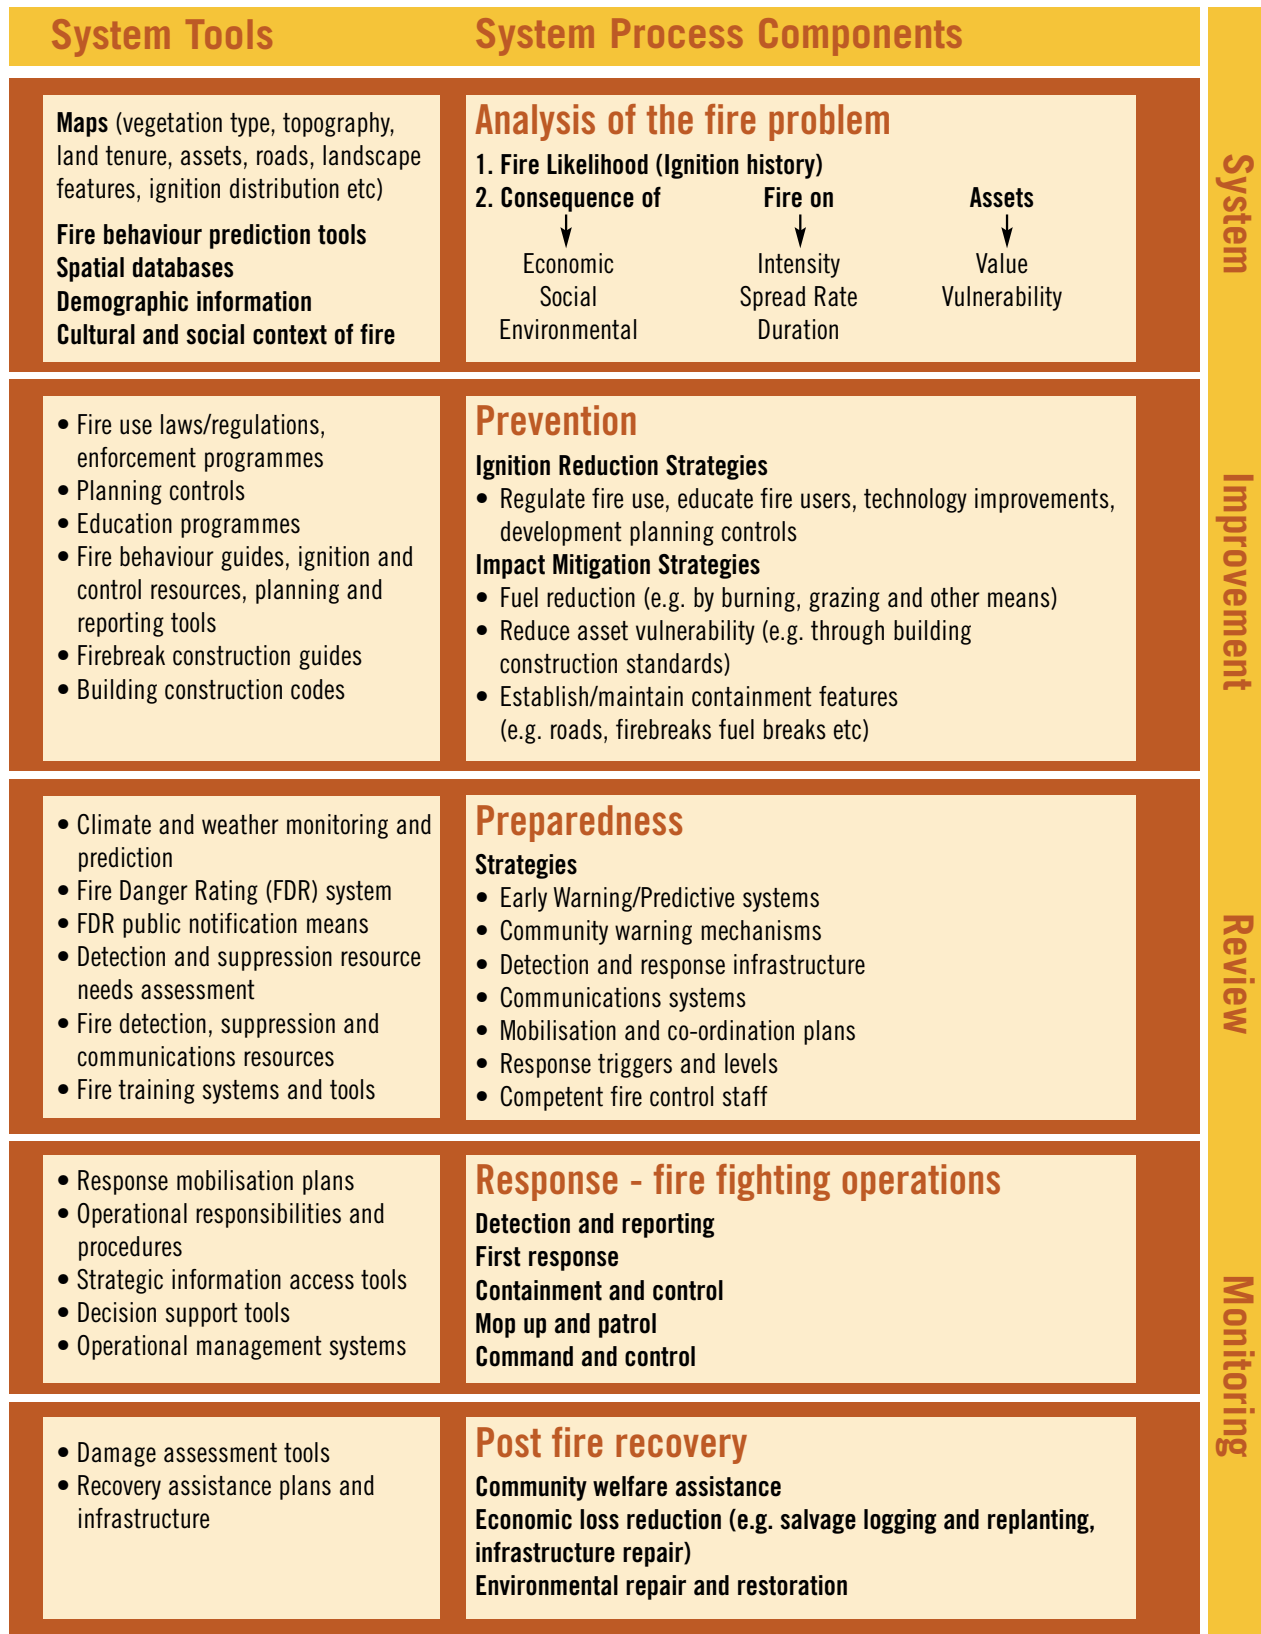 System Tools
System Process Components
Maps (vegetation type, topography,
land tenure, assets, roads, landscape
features, ignition distribution etc)
Fire behaviour prediction tools
Spatial databases
Demographic information
Cultural and social context of fire
Analysis of the fire problem
1. Fire Likelihood (Ignition history)
2. Consequence of Fire on Assets
Economic Intensity Value
Social Spread Rate Vulnerability
Environmental Duration
• Fire use laws/regulations,
enforcement programmes
• Planning controls
• Education programmes
• Fire behaviour guides, ignition and
control resources, planning and
reporting tools
• Firebreak construction guides
• Building construction codes
Prevention
Ignition Reduction Strategies
• Regulate fire use, educate fire users, technology improvements,
development planning controls
Impact Mitigation Strategies
• Fuel reduction (e.g. by burning, grazing and other means)
• Reduce asset vulnerability (e.g. through building
construction standards)
• Establish/maintain containment features
(e.g. roads, firebreaks fuel breaks etc)
• Climate and weather monitoring and
prediction
• Fire Danger Rating (FDR) system
• FDR public notification means
• Detection and suppression resource
needs assessment
• Fire detection, suppression and
communications resources
• Fire training systems and tools
Preparedness
Strategies
• Early Warning/Predictive systems
• Community warning mechanisms
• Detection and response infrastructure
• Communications systems
• Mobilisation and co-ordination plans
• Response triggers and levels
• Competent fire control staff
• Response mobilisation plans
• Operational responsibilities and
procedures
• Strategic information access tools
• Decision support tools
• Operational management systems
Response - fire fighting operations
Detection and reporting
First response
Containment and control
Mop up and patrol
Command and control
• Damage assessment tools
• Recovery assistance plans and
infrastructure
Post fire recovery
Community welfare assistance
Economic loss reduction (e.g. salvage logging and replanting,
infrastructure repair)
Environmental repair and restoration
System Improvement Review Monitoring